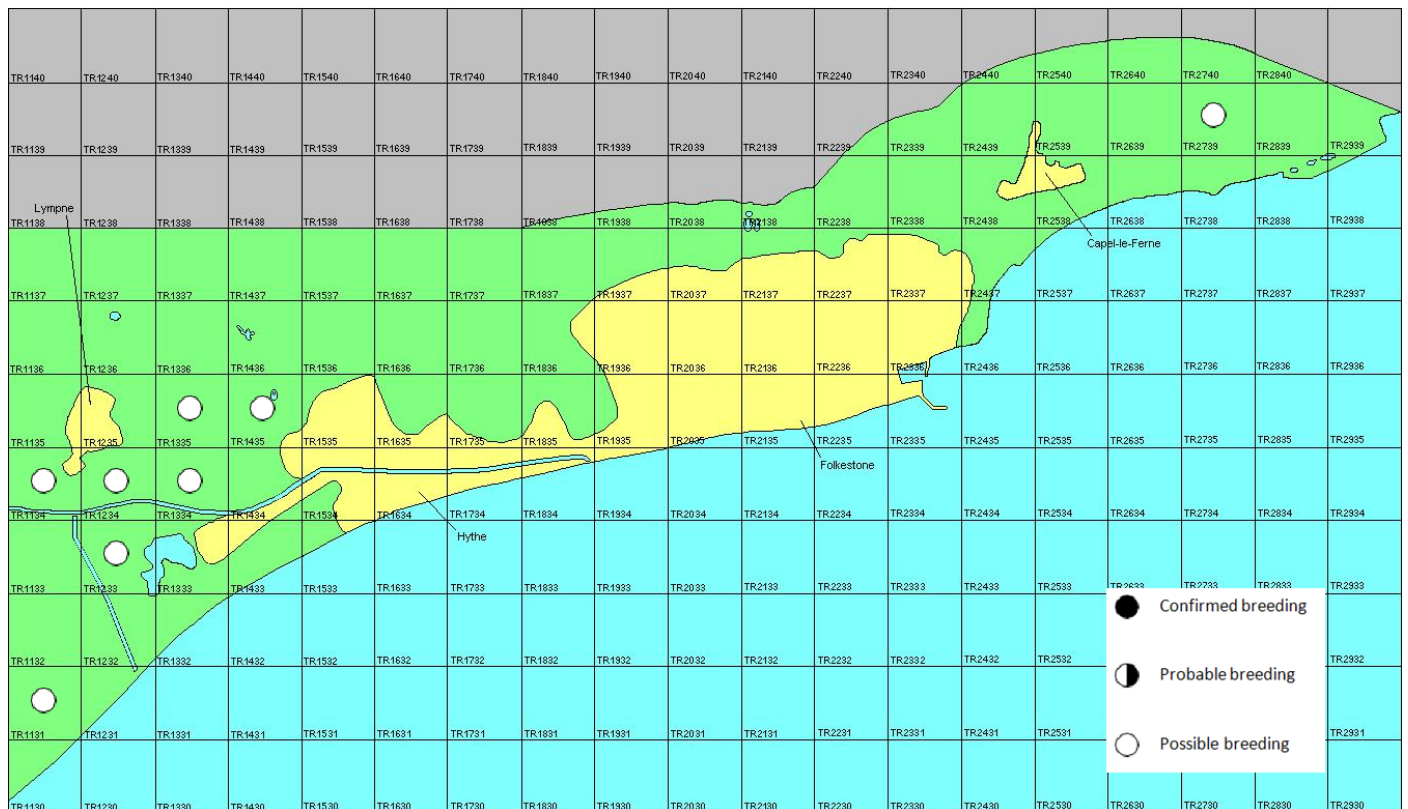 TR1140 TR1240 TR1340 TR1440 TR1540 TR1640 TR1740 TR1840 TR1940 TR2040 TR2140 TR2240 TR2340 TR2440 TR2540 TR2640 TR2740 TR2840
TR1139 TR1239 TR1339 TR1439 TR1539 TR1639 TR1739 TR1839 TR1939 TR2039 TR2139 TR2239 TR2339 TR2439 TR2539 TR2639 TR2739 TR2839 TR2939
Lympne
TR1138 TR1238 TR1338 TR1438 TR1538 TR1638 TR1738 TR1938 TR2038 TR2238 TR2338 TR2438 TR2538 TR2638 TR2738 TR2838 TR2938
Capel-le-Ferne
TR1137 TR1237 TR1337 TR1437 TR1537 TR1637 TR1737 TR1837 TR1937 TR2037 TR2137 TR2237 TR2337 TR2437 TR2537 TR2637 TR2737 TR2837 TR2937
TR1136 TR1236 TR1336 TR1436 TR1536 TR1636 TR1736 TR1836 TR1936 TR2036 TR2136 TR2236 TR2336 TR2436 TR2536 TR2636 TR2736 TR2836 TR2936
TR1135 TR1235 TR1335 TR1435 TR1535 TR1635 TR1735 TR1835 TR1935 TR2035 TR2135 TR2235 TR2335 TR2435 TR2535 TR2635 TR2735 TR2835 TR2935
Folkestone
TR1134 TR1234 TR1334 TR1434 TR1534 TR1634 TR1734 TR1834 TR1934 TR2034 TR2134 TR2234 TR2334 TR2434 TR2534 TR2634 TR2734 TR2834 TR2934
Hythe
TR1133 TR1233 TR1333 TR1433 TR1533 TR1633 TR1733 TR1833 TR1933 TR2033 TR2133 TR2233 TR2333 TR2433 TR2533 TR2633 TR2733 TR2833 TR2933
Confirmed breeding
TR1132 TR1232 TR1332 TR1432 TR1532 TR1632 TR1732 TR1832 TR1932 TR2032 TR2132 TR2232 TR2332 TR2432 TR2532 TR2932
Probable breeding
TR1131 TR1231 TR1331 TR1431 TR1531 TR1631 TR1731 TR1831 TR1931 TR2031 TR2131 TR2231 TR2331 TR2431 TR2531 TR2931
Possible breeding
TR1130 TR1230 TR1330 TR1430 TR1530 TR1630 TR1730 TR1830 TR1930 TR2030 TR2130 TR2230 TR2330 TR2430 TR2530 TR2630 TR2730 TR2830 TR2930